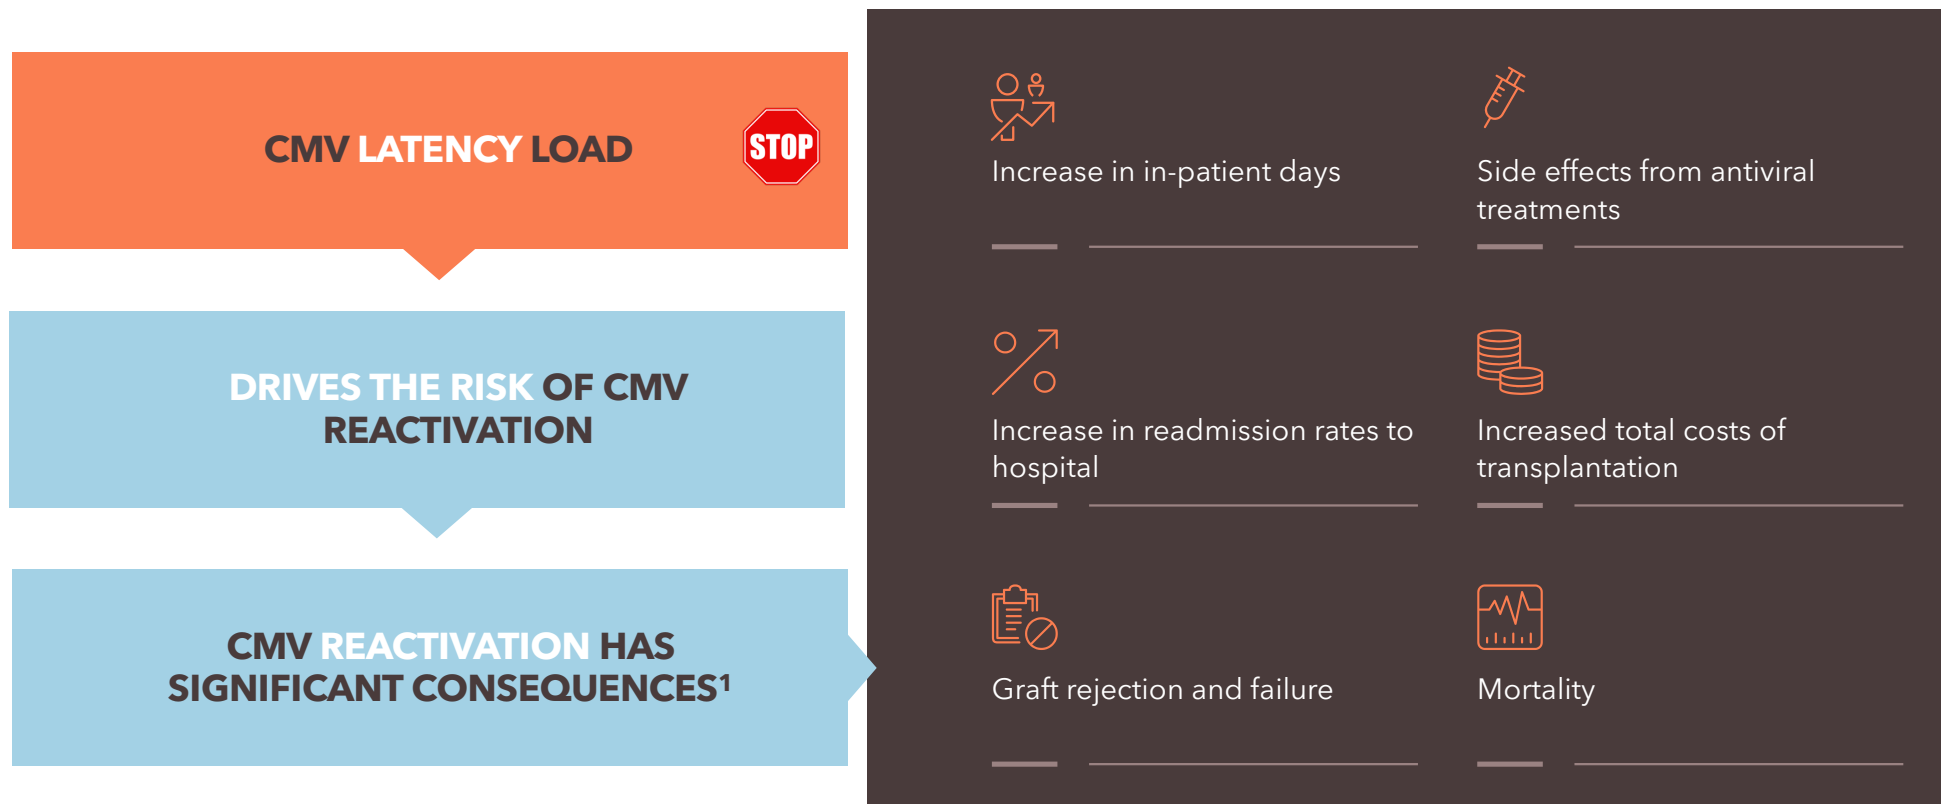 CMV LATENCY LOAD
STOP
DRIVES THE RISK OF CMV
REACTIVATION
CMV REACTIVATION HAS
SIGNIFICANT CONSEQUENCES¹
Increase in in-patient days
Side effects from antiviral
treatments
Increase in readmission rates to
hospital
Increased total costs of
transplantation
Graft rejection and failure
Mortality